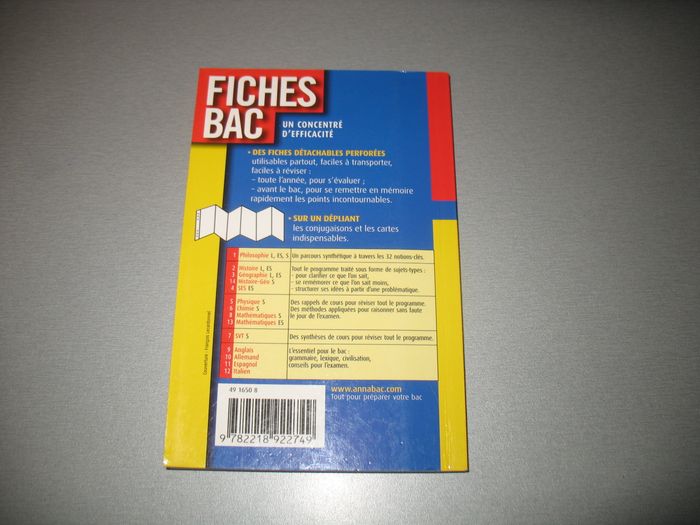 FICHES
BAC
UN CONCENTRÉ
D'EFFICACITÉ
• DES FICHES DÉTACHABLES PERFORÉES
utilisables partout, faciles à transporter,
faciles à réviser :
– toute l'année, pour s'évaluer ;
– avant le bac, pour se remettre en mémoire
rapidement les points incontournables.
• SUR UN DÉPLIANT
les conjugaisons et les cartes
indispensables.
1 Philosophie L, ES, S Un parcours synthétique à travers les 32 notions-clés.
2 Histoire L, ES Tout le programme traité sous forme de sujets-types :
3 Géographie L, ES - pour clarifier ce que l'on sait,
14 Histoire-Géo S - se remémorer ce que l'on sait moins,
4 SES ES - structurer ses idées à partir d'une problématique.
5 Physique S Des rappels de cours pour réviser tout le programme.
6 Chimie S Des méthodes appliquées pour raisonner sans faute
8 Mathématiques S le jour de l'examen.
13 Mathématiques ES
7 SVT S Des synthèses de cours pour réviser tout le programme.
9 Anglais L'essentiel pour le bac :
10 Allemand grammaire, lexique, civilisation,
11 Espagnol conseils pour l'examen.
12 Italien
Couverture : François Lecardonnel
49 1650 8
9 782218 922749
www.annabac.com
Tout pour préparer votre bac